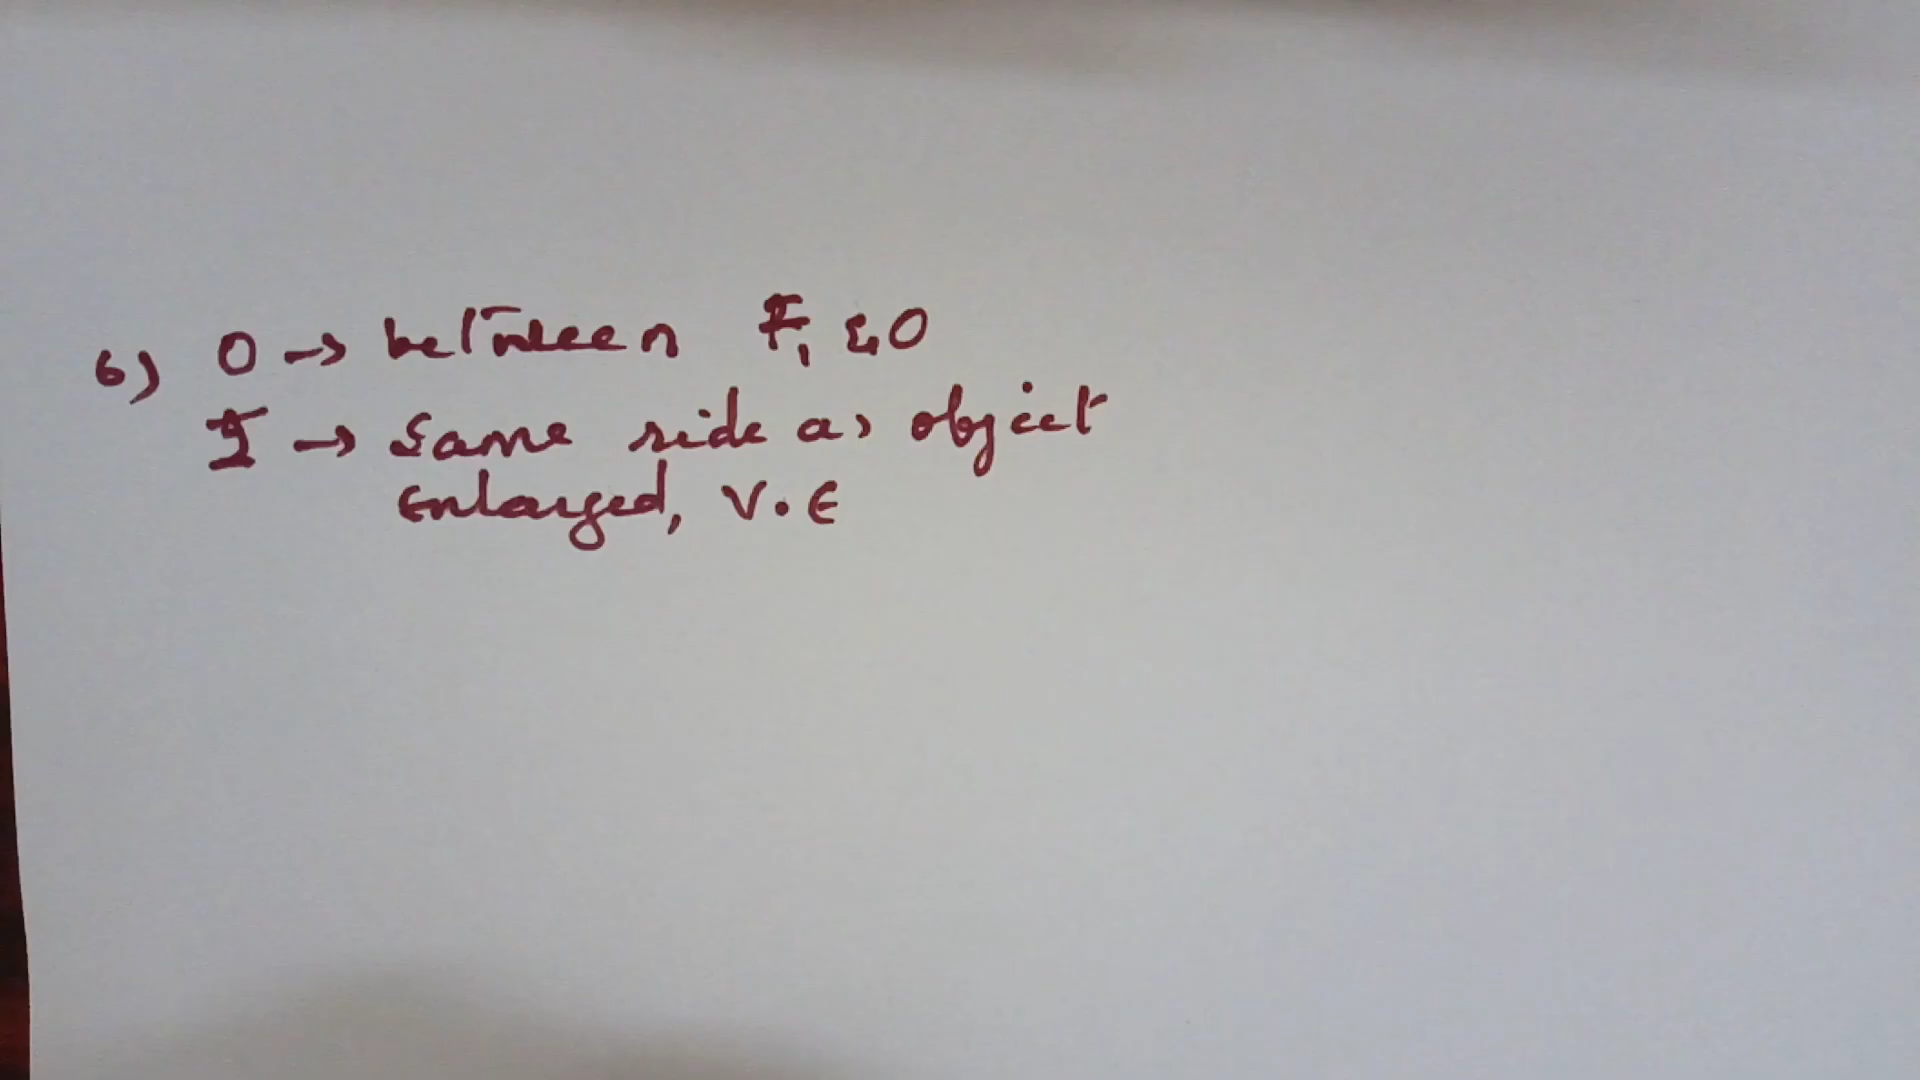 6) O → between F₁ & O
I → Same side as object
Enlarged, V.E